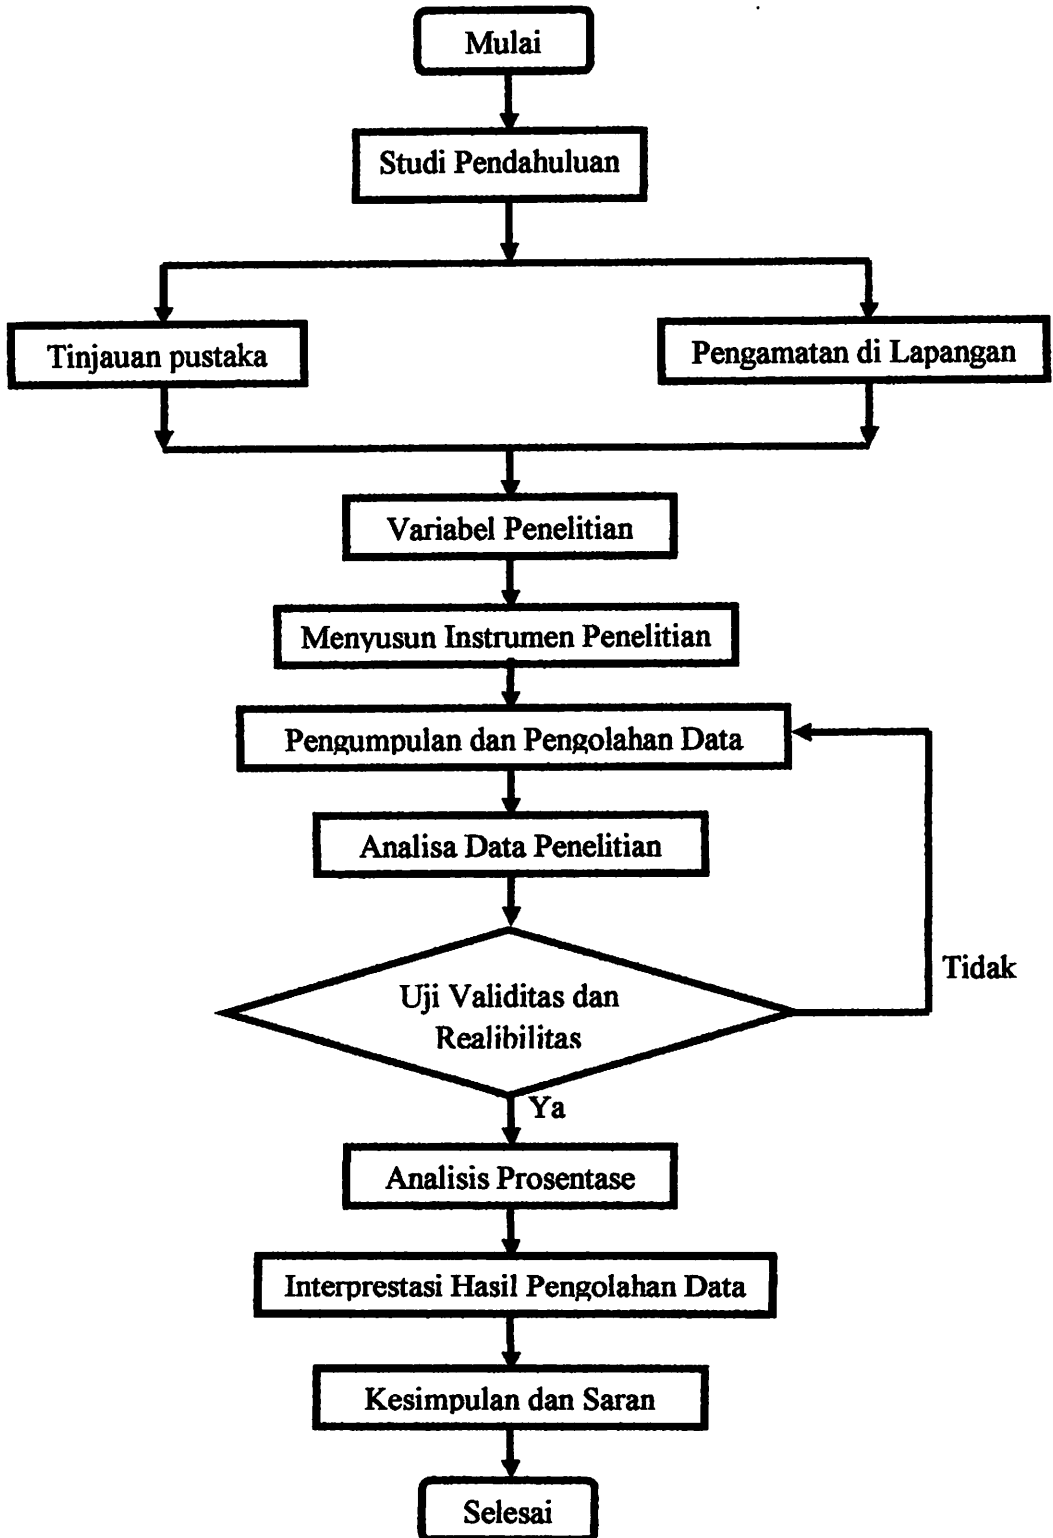 Mulai
Studi Pendahuluan
Tinjauan pustaka
Pengamatan di Lapangan
Variabel Penelitian
Menyusun Instrumen Penelitian
Pengumpulan dan Pengolahan Data
Analisa Data Penelitian
Uji Validitas dan
Realibilitas
Tidak
Ya
Analisis Prosentase
Interprestasi Hasil Pengolahan Data
Kesimpulan dan Saran
Selesai